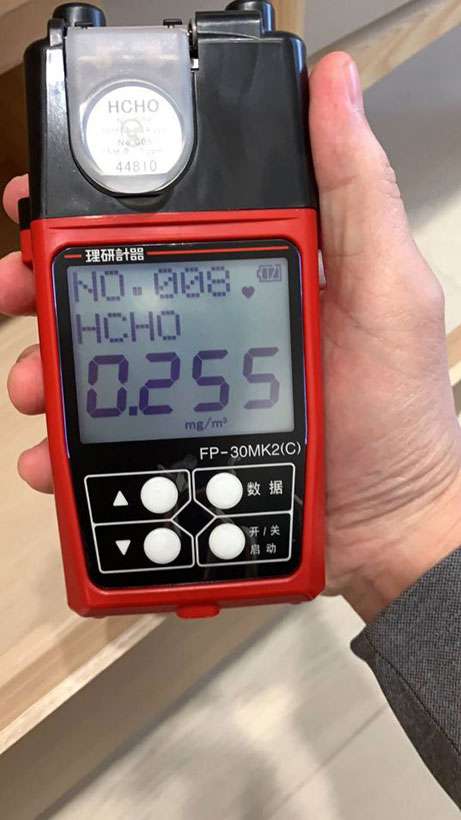 HCHO
44810
理研計器
NO.008
HCHO
0.255
mg/m³
FP-30MK2(C)
▲ 数据
▼ 开/关
启动